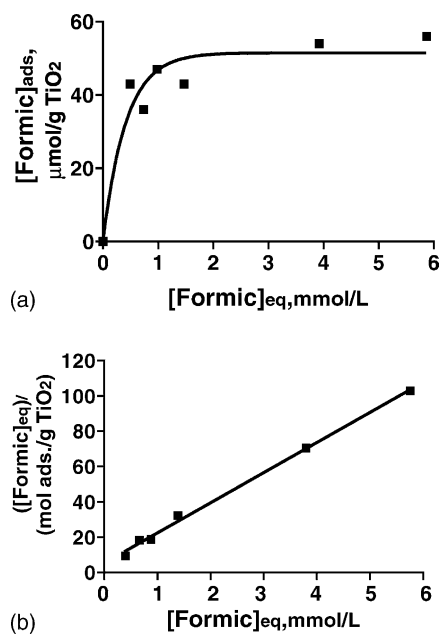 60
40
20
0
0 1 2 3 4 5 6
[Formic]ads,
μmol/g TiO2
[Formic]eq,mmol/L
(a)
120
100
80
60
40
20
0
0 1 2 3 4 5 6
([Formic]eq)/
(mol ads./g TiO2)
[Formic]eq,mmol/L
(b)